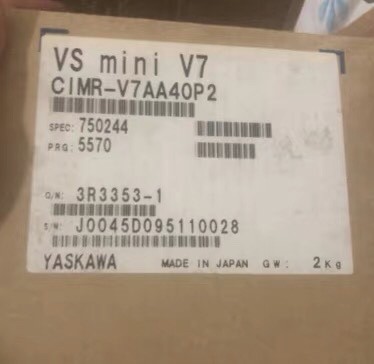 VS mini V7
CIMR-V7AA40P2
SPEC: 750244
PRG: 5570
O/N: 3R3353-1
S/N: J0045D095110028
YASKAWA MADE IN JAPAN GW: 2Kg